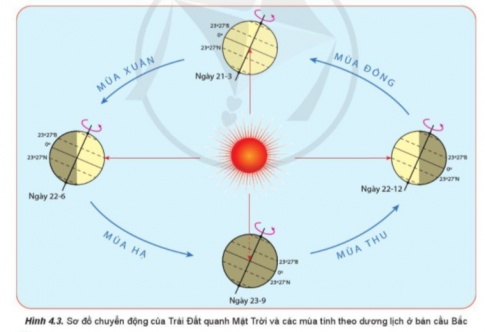 23°27'B
0°
23°27'N
Ngày 21-3
MÙA XUÂN
MÙA ĐÔNG
23°27'B
0°
23°27'N
Ngày 22-6
23°27'B
0°
23°27'N
Ngày 22-12
MÙA HẠ
MÙA THU
23°27'B
0°
23°27'N
Ngày 23-9
Hình 4.3. Sơ đồ chuyển động của Trái Đất quanh Mặt Trời và các mùa tính theo dương lịch ở bán cầu Bắc